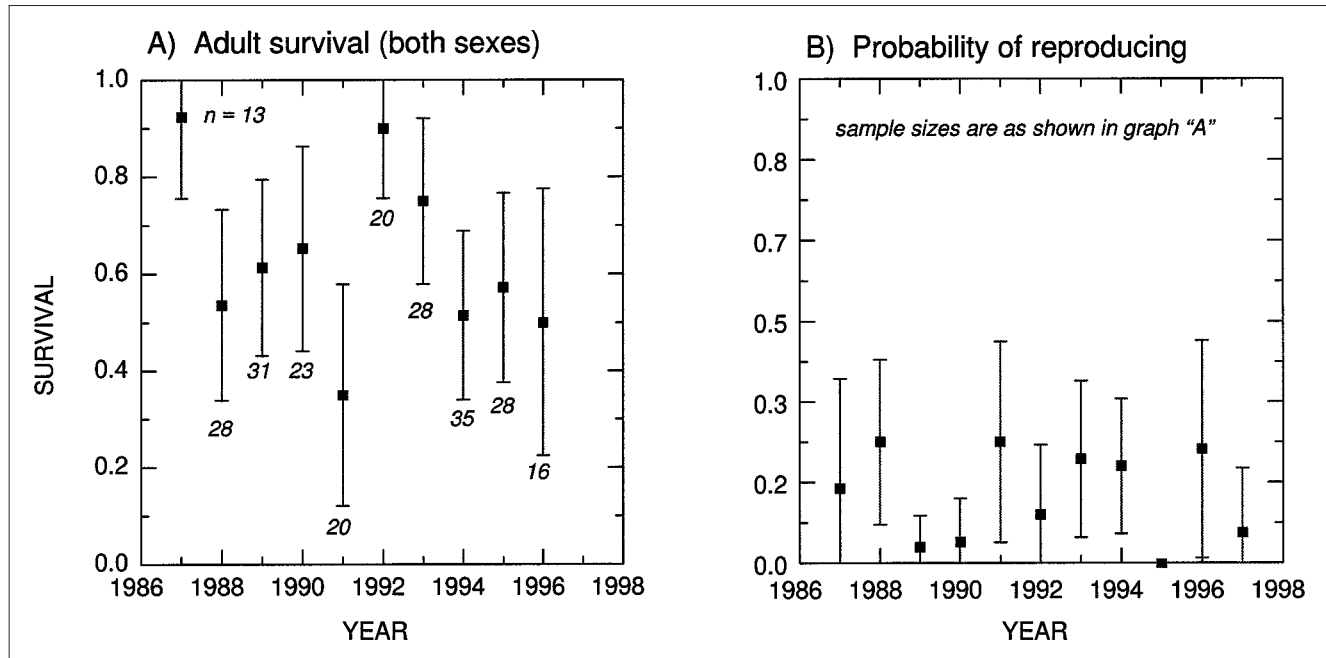 A) Adult survival (both sexes)
1.0
0.8
0.6
0.4
0.2
0.0
SURVIVAL
n = 13
28
31
23
20
20
28
35
28
16
1986 1988 1990 1992 1994 1996 1998
YEAR
B) Probability of reproducing
sample sizes are as shown in graph "A"
1.0
0.8
0.7
0.5
0.3
0.2
0.0
1986 1988 1990 1992 1994 1996 1998
YEAR